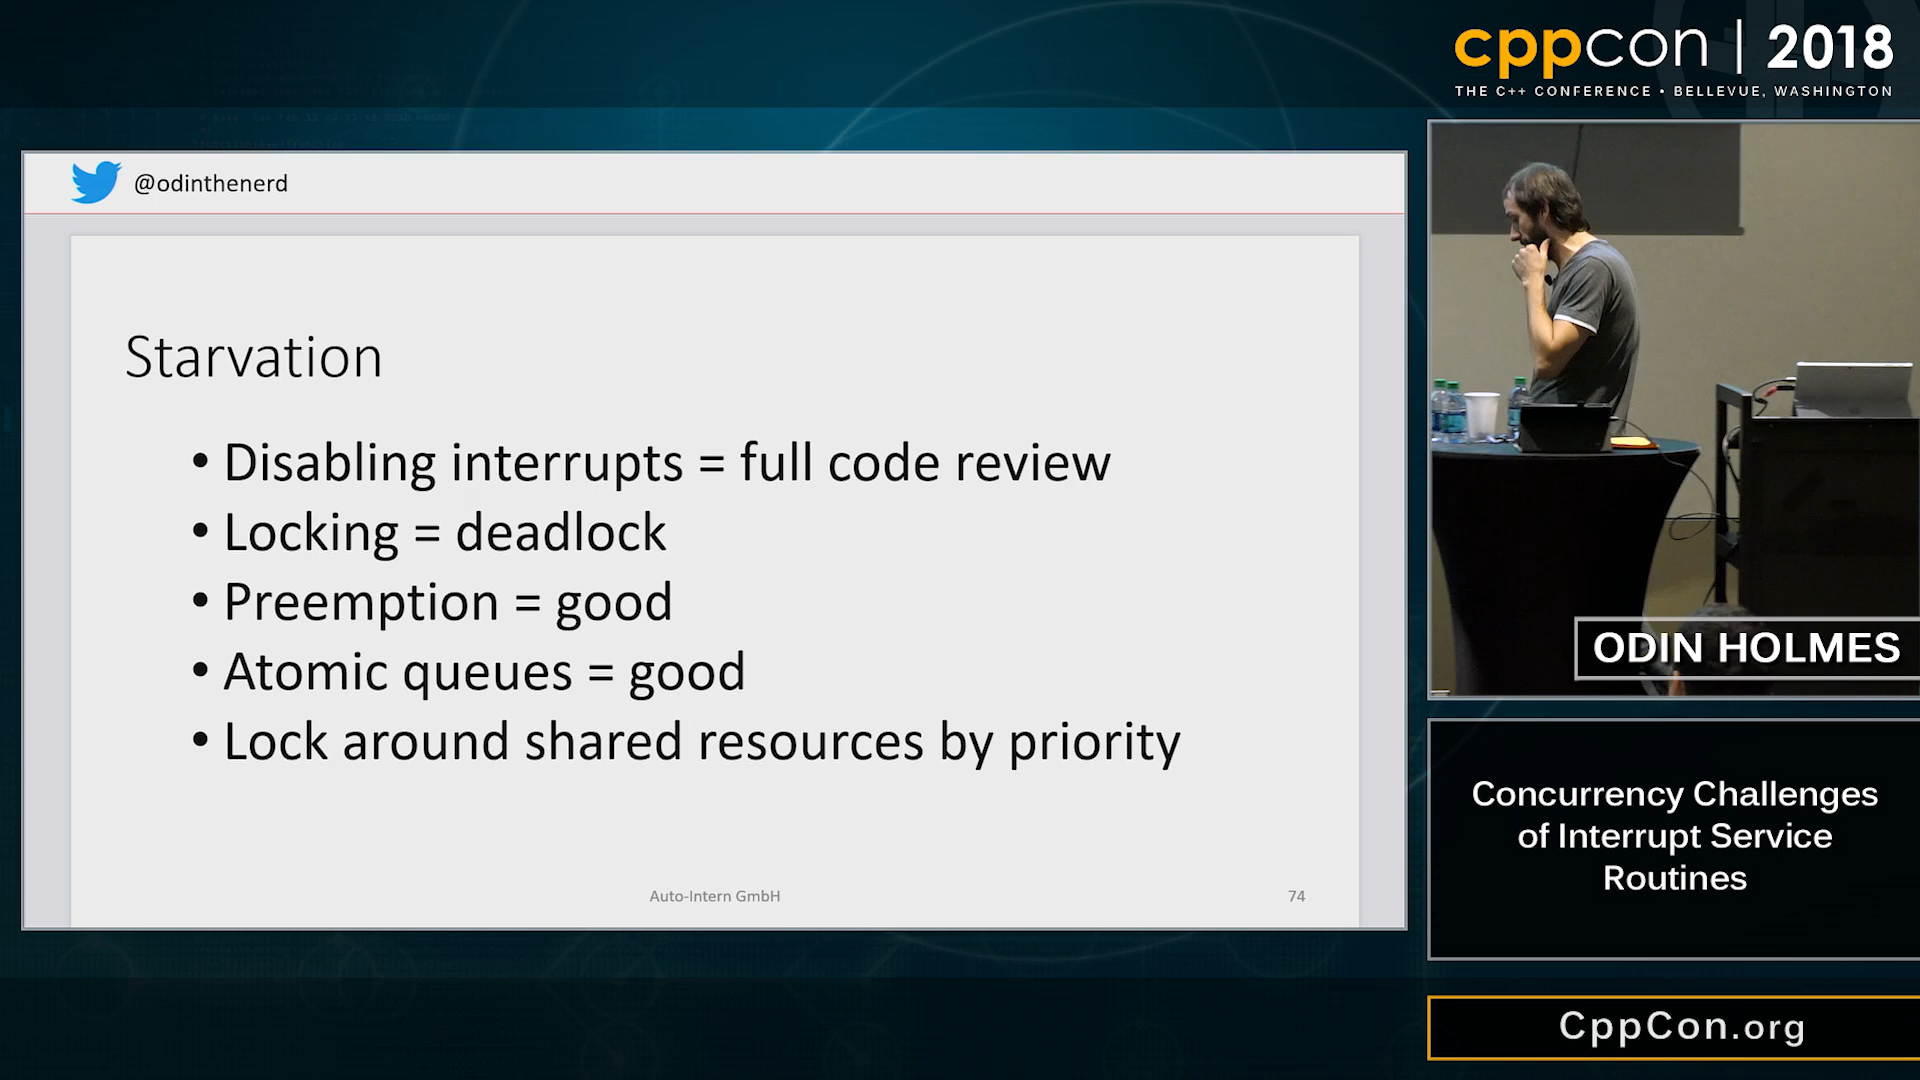 cppcon | 2018
THE C++ CONFERENCE • BELLEVUE, WASHINGTON
@odinthenerd
Starvation
• Disabling interrupts = full code review
• Locking = deadlock
• Preemption = good
• Atomic queues = good
• Lock around shared resources by priority
Auto-Intern GmbH
74
ODIN HOLMES
Concurrency Challenges
of Interrupt Service
Routines
CppCon.org